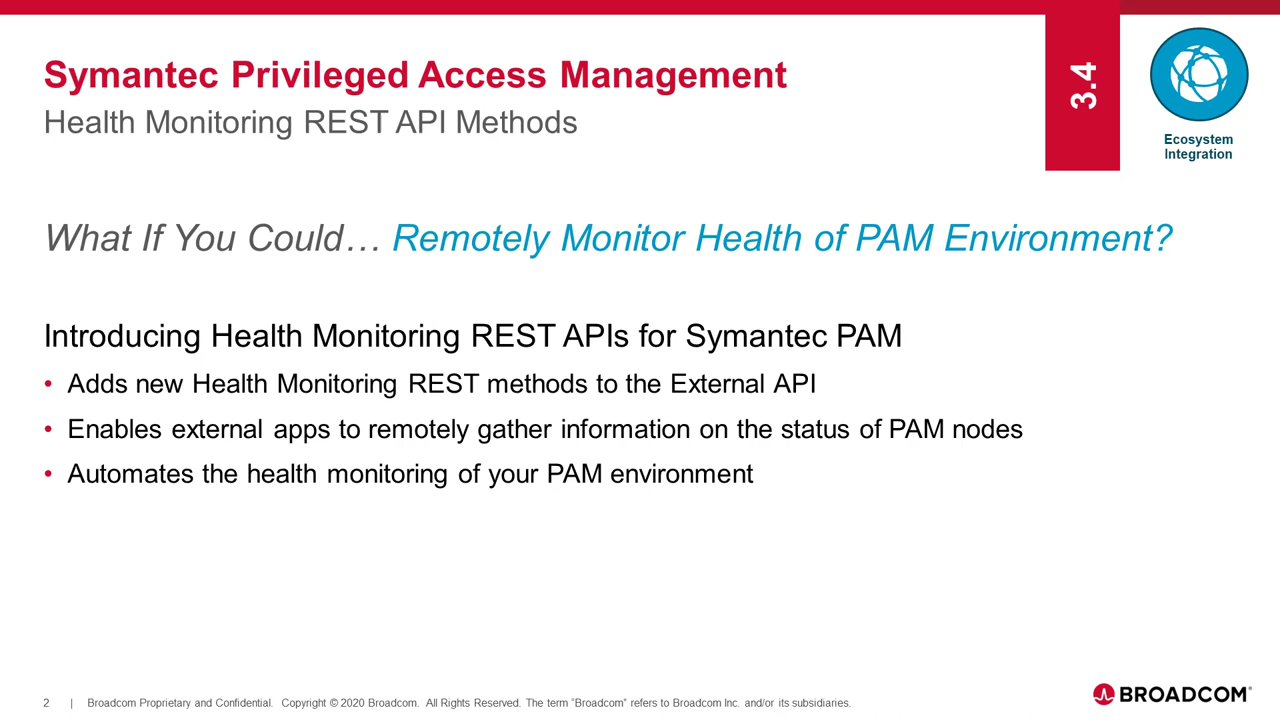 Symantec Privileged Access Management
Health Monitoring REST API Methods
3.4
Ecosystem
Integration
What If You Could… Remotely Monitor Health of PAM Environment?
Introducing Health Monitoring REST APIs for Symantec PAM
• Adds new Health Monitoring REST methods to the External API
• Enables external apps to remotely gather information on the status of PAM nodes
• Automates the health monitoring of your PAM environment
2 | Broadcom Proprietary and Confidential. Copyright © 2020 Broadcom. All Rights Reserved. The term "Broadcom" refers to Broadcom Inc. and/or its subsidiaries.
BROADCOM®